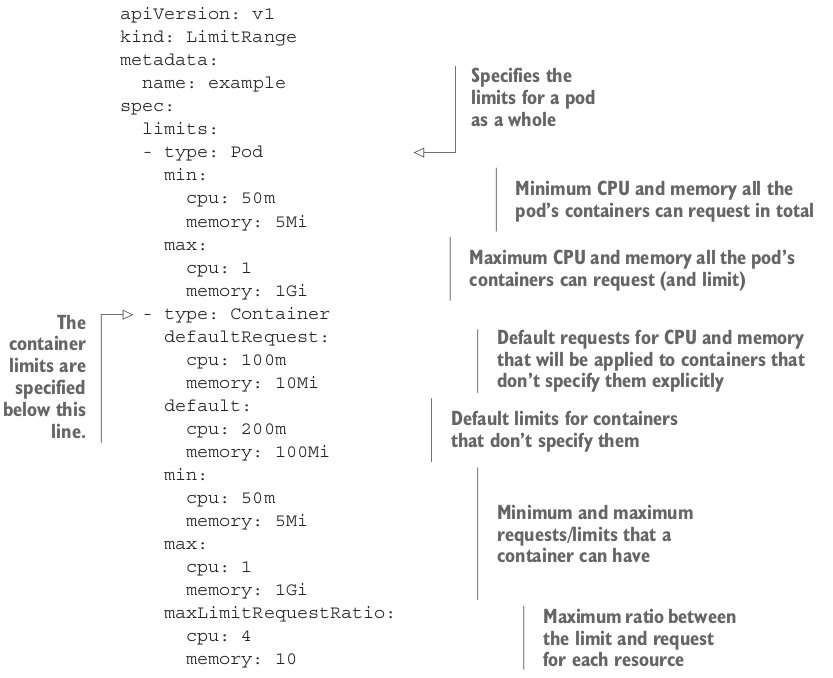 apiVersion: v1
kind: LimitRange
metadata:
  name: example
spec:
  limits:
  - type: Pod
    min:
      cpu: 50m
      memory: 5Mi
    max:
      cpu: 1
      memory: 1Gi
  - type: Container
    defaultRequest:
      cpu: 100m
      memory: 10Mi
    default:
      cpu: 200m
      memory: 100Mi
    min:
      cpu: 50m
      memory: 5Mi
    max:
      cpu: 1
      memory: 1Gi
    maxLimitRequestRatio:
      cpu: 4
      memory: 10
Specifies the
limits for a pod
as a whole
Minimum CPU and memory all the
pod’s containers can request in total
Maximum CPU and memory all the pod’s
containers can request (and limit)
The
container
limits are
specified
below this
line.
Default requests for CPU and memory
that will be applied to containers that
don’t specify them explicitly
Default limits for containers
that don’t specify them
Minimum and maximum
requests/limits that a
container can have
Maximum ratio between
the limit and request
for each resource